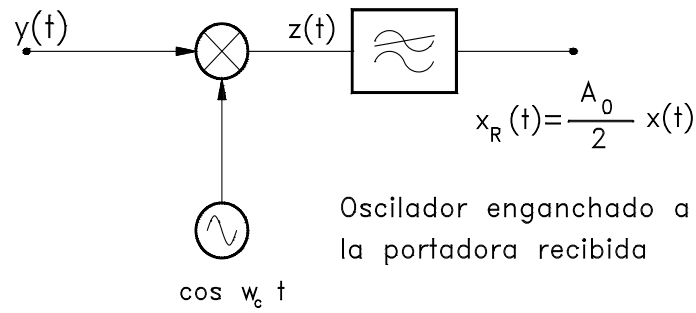 y(t)
z(t)
x_R(t)= A_0/2 x(t)
Oscilador enganchado a
la portadora recibida
cos w_c t